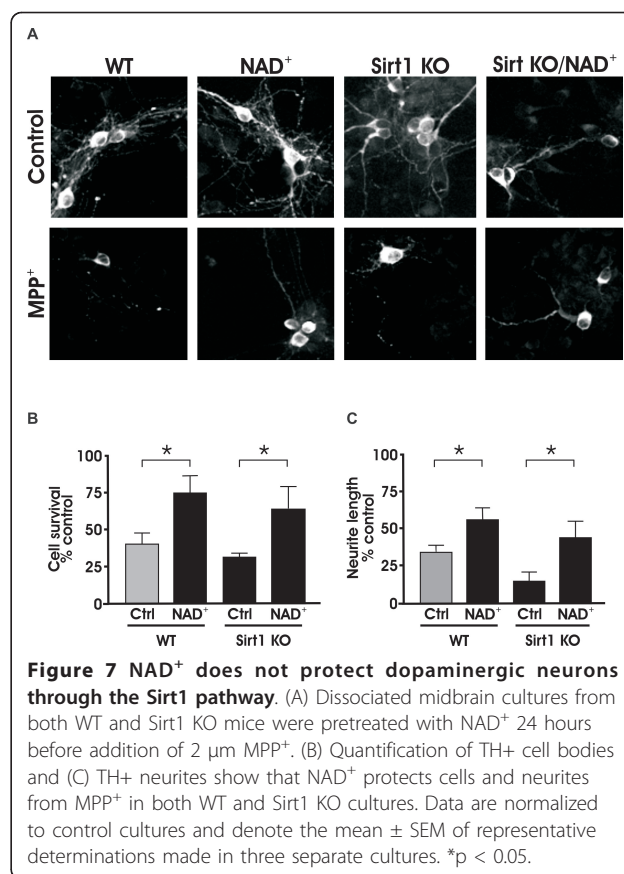 A
WT NAD+ Sirt1 KO Sirt KO/NAD+
Control
MPP+
B
C
100
75
50
25
0
Cell survival
% control
*
*
Ctrl NAD+ Ctrl NAD+
WT Sirt1 KO
100
75
50
25
0
Neurite length
% control
*
*
Ctrl NAD+ Ctrl NAD+
WT Sirt1 KO
Figure 7 NAD+ does not protect dopaminergic neurons
through the Sirt1 pathway. (A) Dissociated midbrain cultures from
both WT and Sirt1 KO mice were pretreated with NAD+ 24 hours
before addition of 2 μm MPP+. (B) Quantification of TH+ cell bodies
and (C) TH+ neurites show that NAD+ protects cells and neurites
from MPP+ in both WT and Sirt1 KO cultures. Data are normalized
to control cultures and denote the mean ± SEM of representative
determinations made in three separate cultures. *p < 0.05.